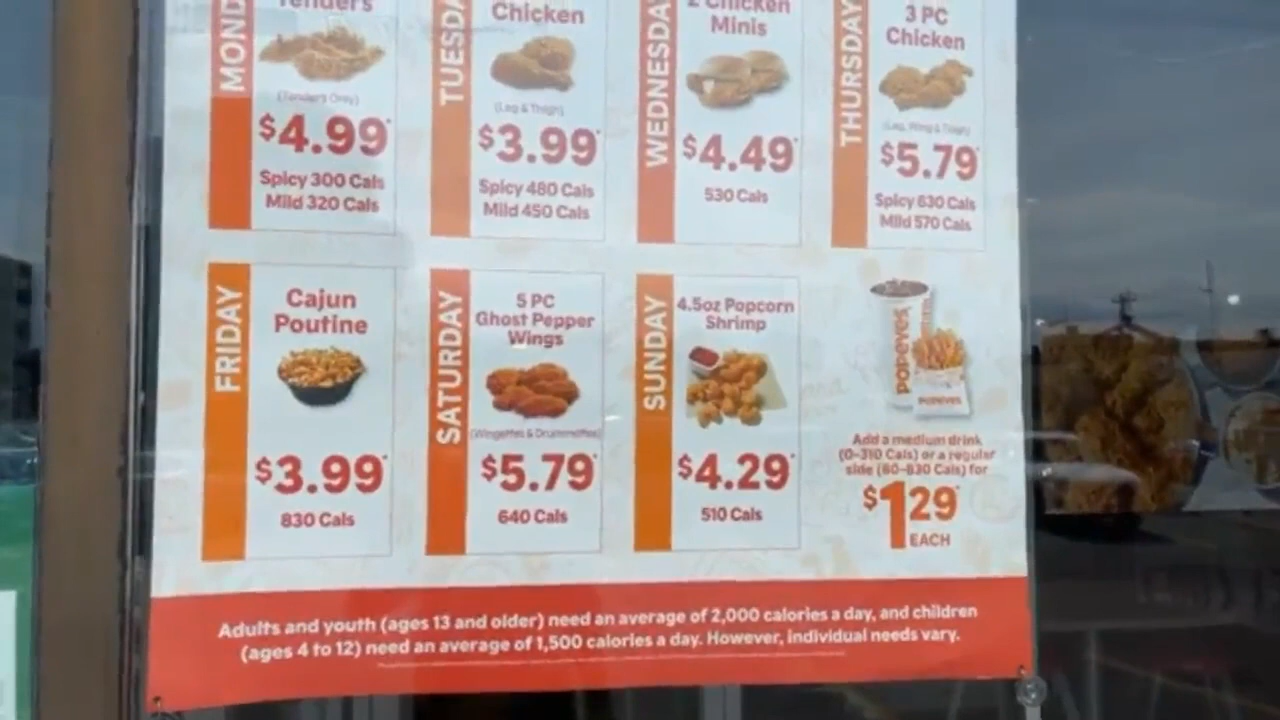 MOND
Tenders
(Tenders Only)
$4.99*
Spicy 300 Cals
Mild 320 Cals
TUESDA
Chicken
(Leg & Thigh)
$3.99*
Spicy 480 Cals
Mild 450 Cals
WEDNESDAY
2 Chicken
Minis
$4.49*
530 Cals
THURSDAY
3 PC
Chicken
(Leg, Wing & Thigh)
$5.79*
Spicy 630 Cals
Mild 570 Cals
FRIDAY
Cajun
Poutine
$3.99*
830 Cals
SATURDAY
5 PC
Ghost Pepper
Wings
(Wingettes & Drummettes)
$5.79*
640 Cals
SUNDAY
4.5oz Popcorn
Shrimp
$4.29*
510 Cals
POPEYES
POPEYES
Add a medium drink
(0-310 Cals) or a regular
side (60-830 Cals) for
$1.29*
EACH
Adults and youth (ages 13 and older) need an average of 2,000 calories a day, and children
(ages 4 to 12) need an average of 1,500 calories a day. However, individual needs vary.